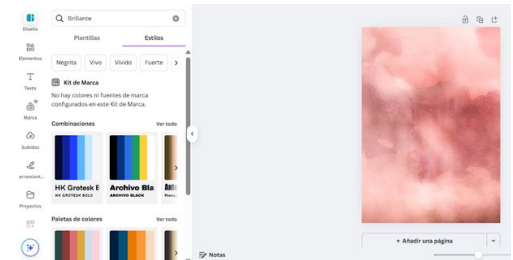 Diseño
Elementos
Texto
Marca
Subidos
Proyectos
Brillante
Plantillas
Estilos
Negrita
Vivo
Vívido
Fuerte
Kit de Marca
No hay colores ni fuentes de marca
configurados en este Kit de Marca.
Combinaciones
Ver todo
HK Grotesk E
HK GROTESK BOLD
Archivo Bla
ARCHIVO BLACK
Paletas de colores
Ver todo
+ Añadir una página
Notas